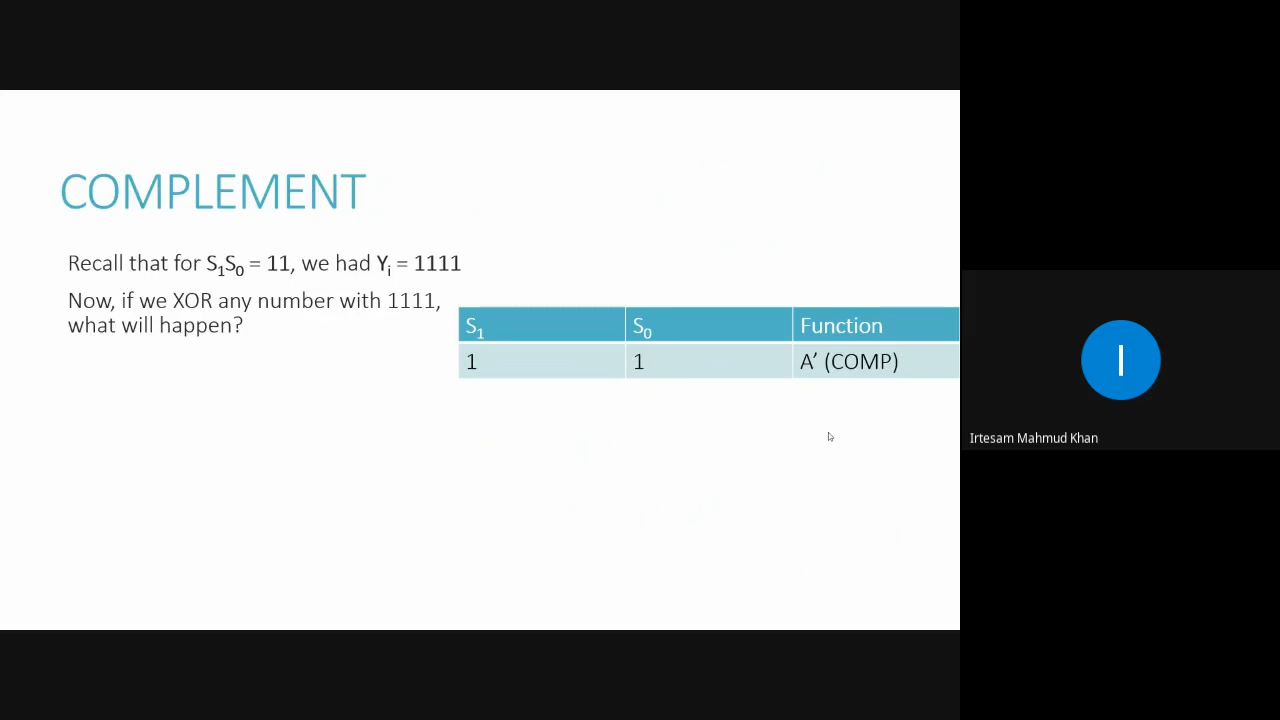 COMPLEMENT
Recall that for S₁S₀ = 11, we had Yᵢ = 1111
Now, if we XOR any number with 1111,
what will happen?
S₁ S₀ Function
1 1 A’ (COMP)
I
Irtesam Mahmud Khan